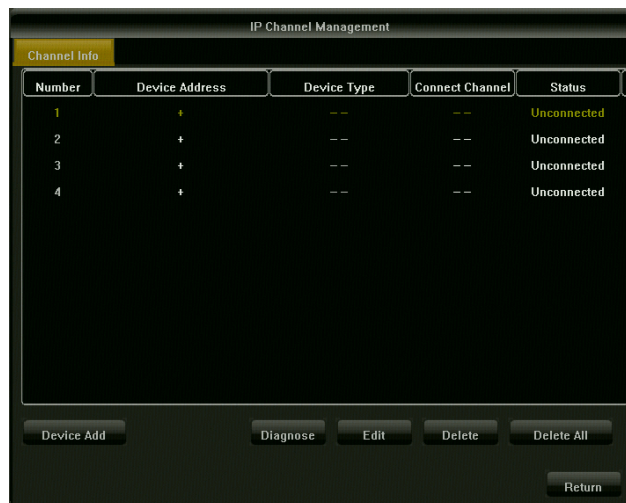 IP Channel Management
Channel Info
Number Device Address Device Type Connect Channel Status
1 + -- -- Unconnected
2 + -- -- Unconnected
3 + -- -- Unconnected
4 + -- -- Unconnected
Device Add Diagnose Edit Delete Delete All
Return